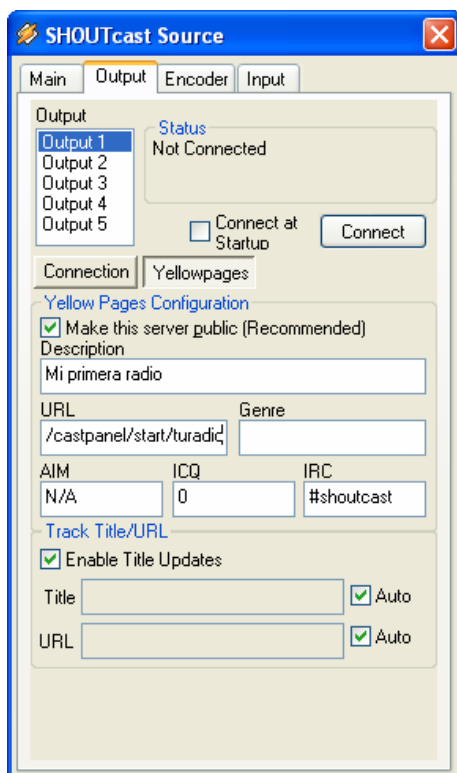 SHOUTcast Source
Main Output Encoder Input
Output
Output 1
Output 2
Output 3
Output 4
Output 5
Status
Not Connected
Connect at Startup
Connect
Connection Yellowpages
Yellow Pages Configuration
Make this server public (Recommended)
Description
Mi primera radio
URL Genre
/castpanel/start/turadio
AIM ICQ IRC
N/A 0 #shoutcast
Track Title/URL
Enable Title Updates
Title Auto
URL Auto